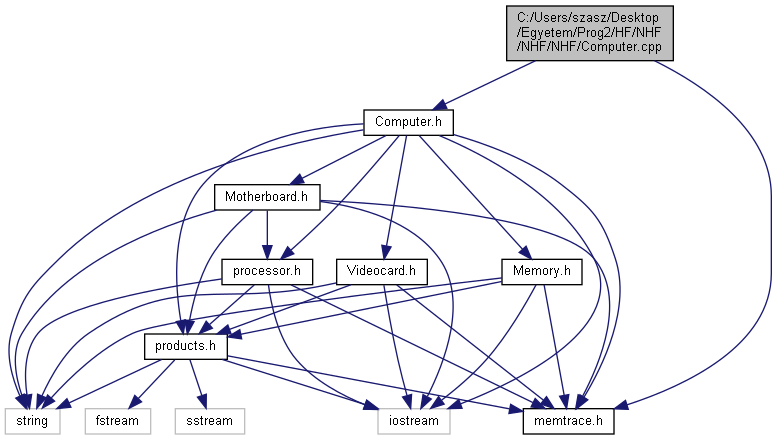 C:/Users/szasz/Desktop
/Egyetem/Prog2/HF/NHF
/NHF/NHF/Computer.cpp
Computer.h
Motherboard.h
processor.h
Videocard.h
Memory.h
products.h
string
fstream
sstream
iostream
memtrace.h